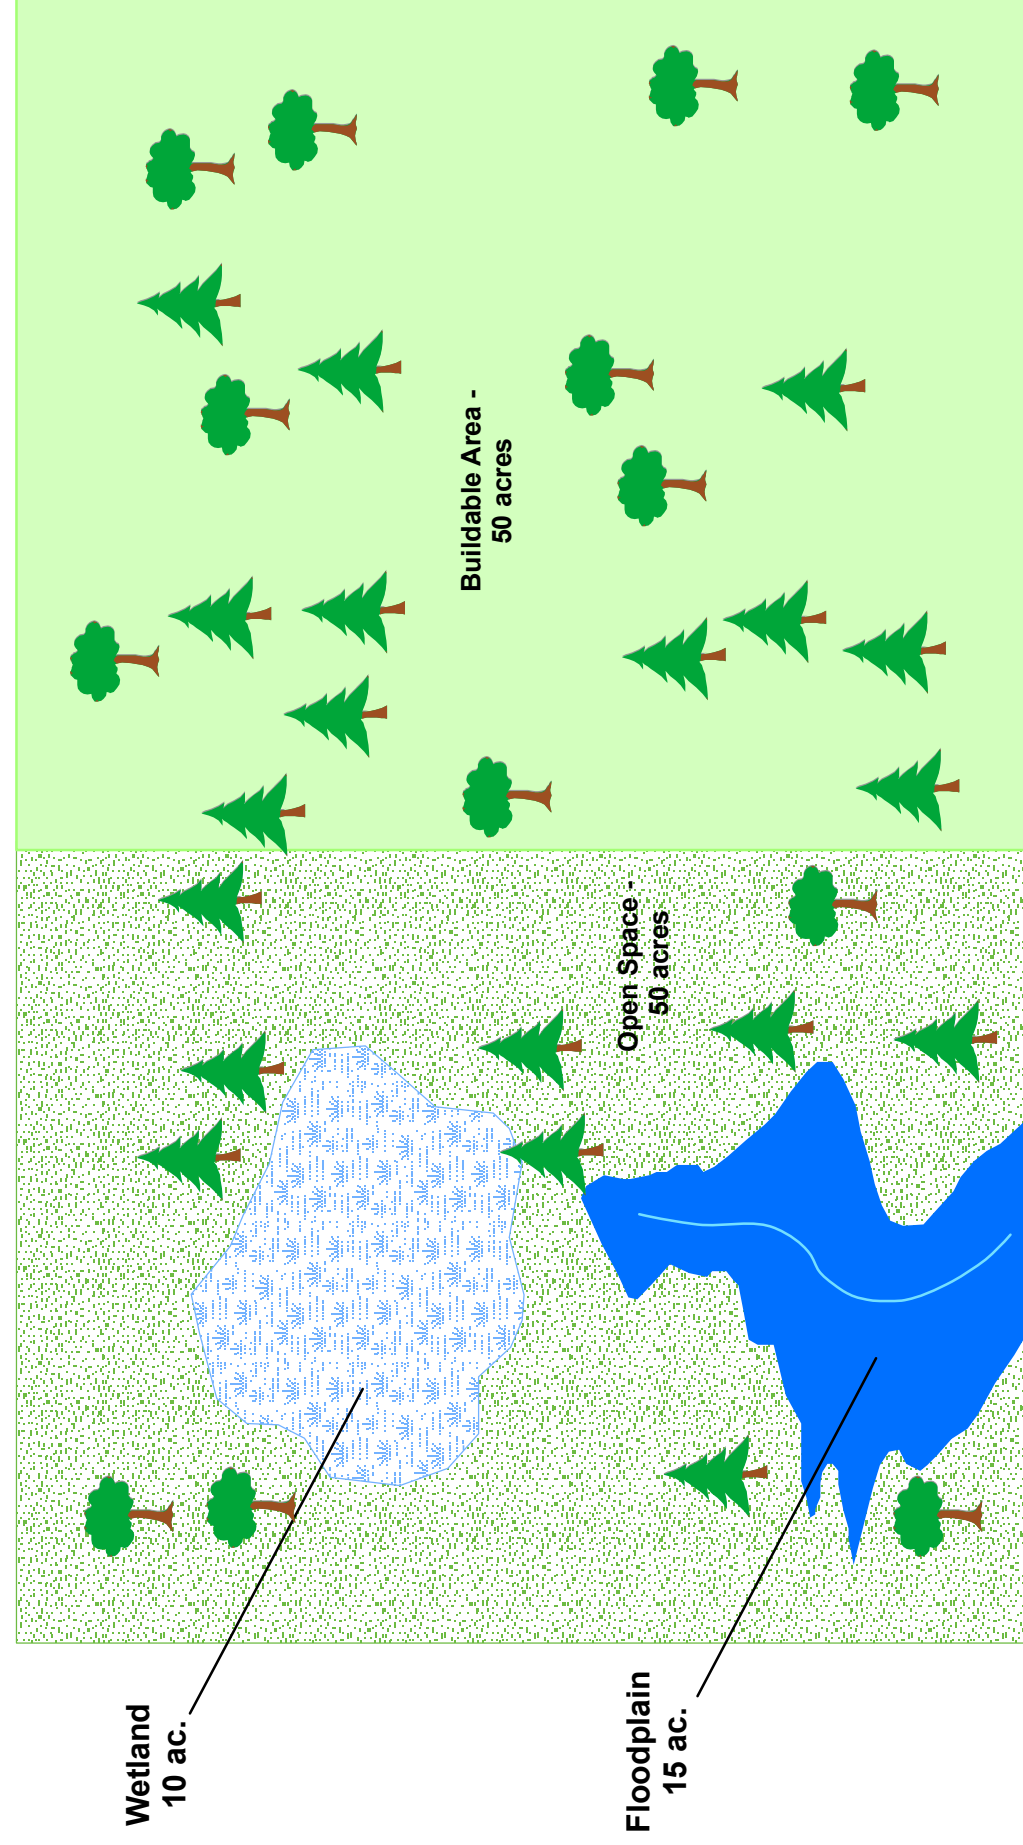 Buildable Area -
50 acres
Open Space -
50 acres
Wetland
10 ac.
Floodplain
15 ac.